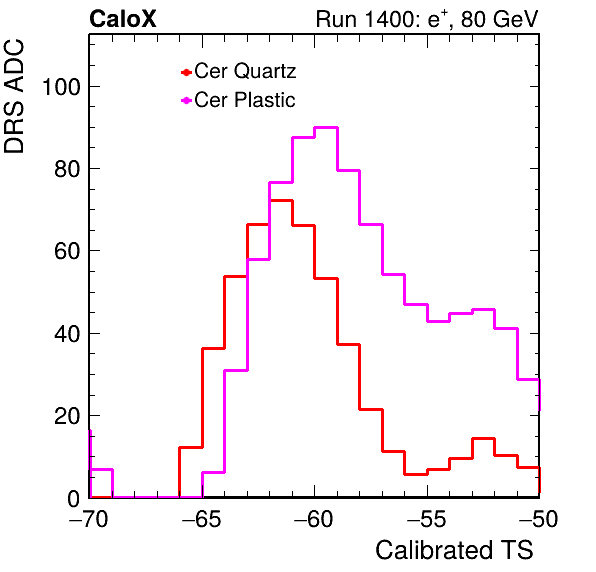 CaloX Run 1400: e⁺, 80 GeV
DRS ADC
Cer Quartz
Cer Plastic
100
80
60
40
20
0
−70 −65 −60 −55 −50
Calibrated TS